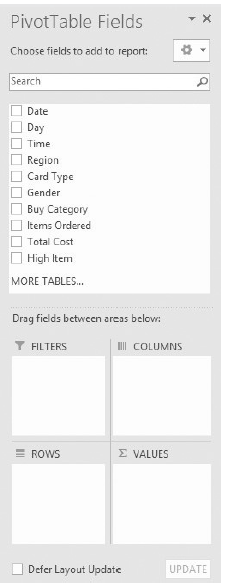 PivotTable Fields
Choose fields to add to report:
Search
Date
Day
Time
Region
Card Type
Gender
Buy Category
Items Ordered
Total Cost
High Item
MORE TABLES...
Drag fields between areas below:
FILTERS
COLUMNS
ROWS
Σ VALUES
Defer Layout Update
UPDATE